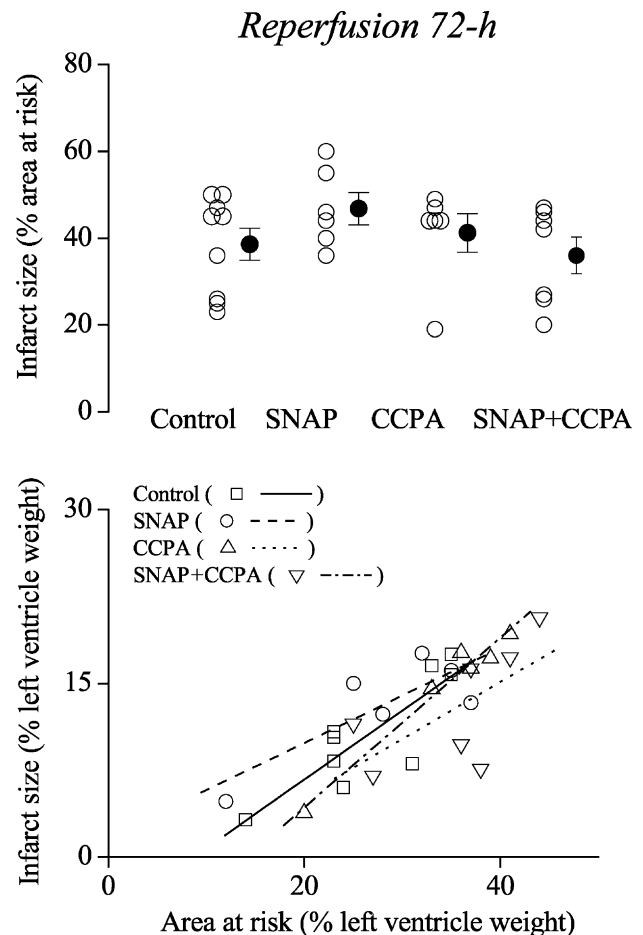 Reperfusion 72-h
Infarct size (% area at risk)
80
60
40
20
0
Control SNAP CCPA SNAP+CCPA
Infarct size (% left ventricle weight)
30
15
0
Control ( )
SNAP ( )
CCPA ( )
SNAP+CCPA ( )
0 20 40
Area at risk (% left ventricle weight)